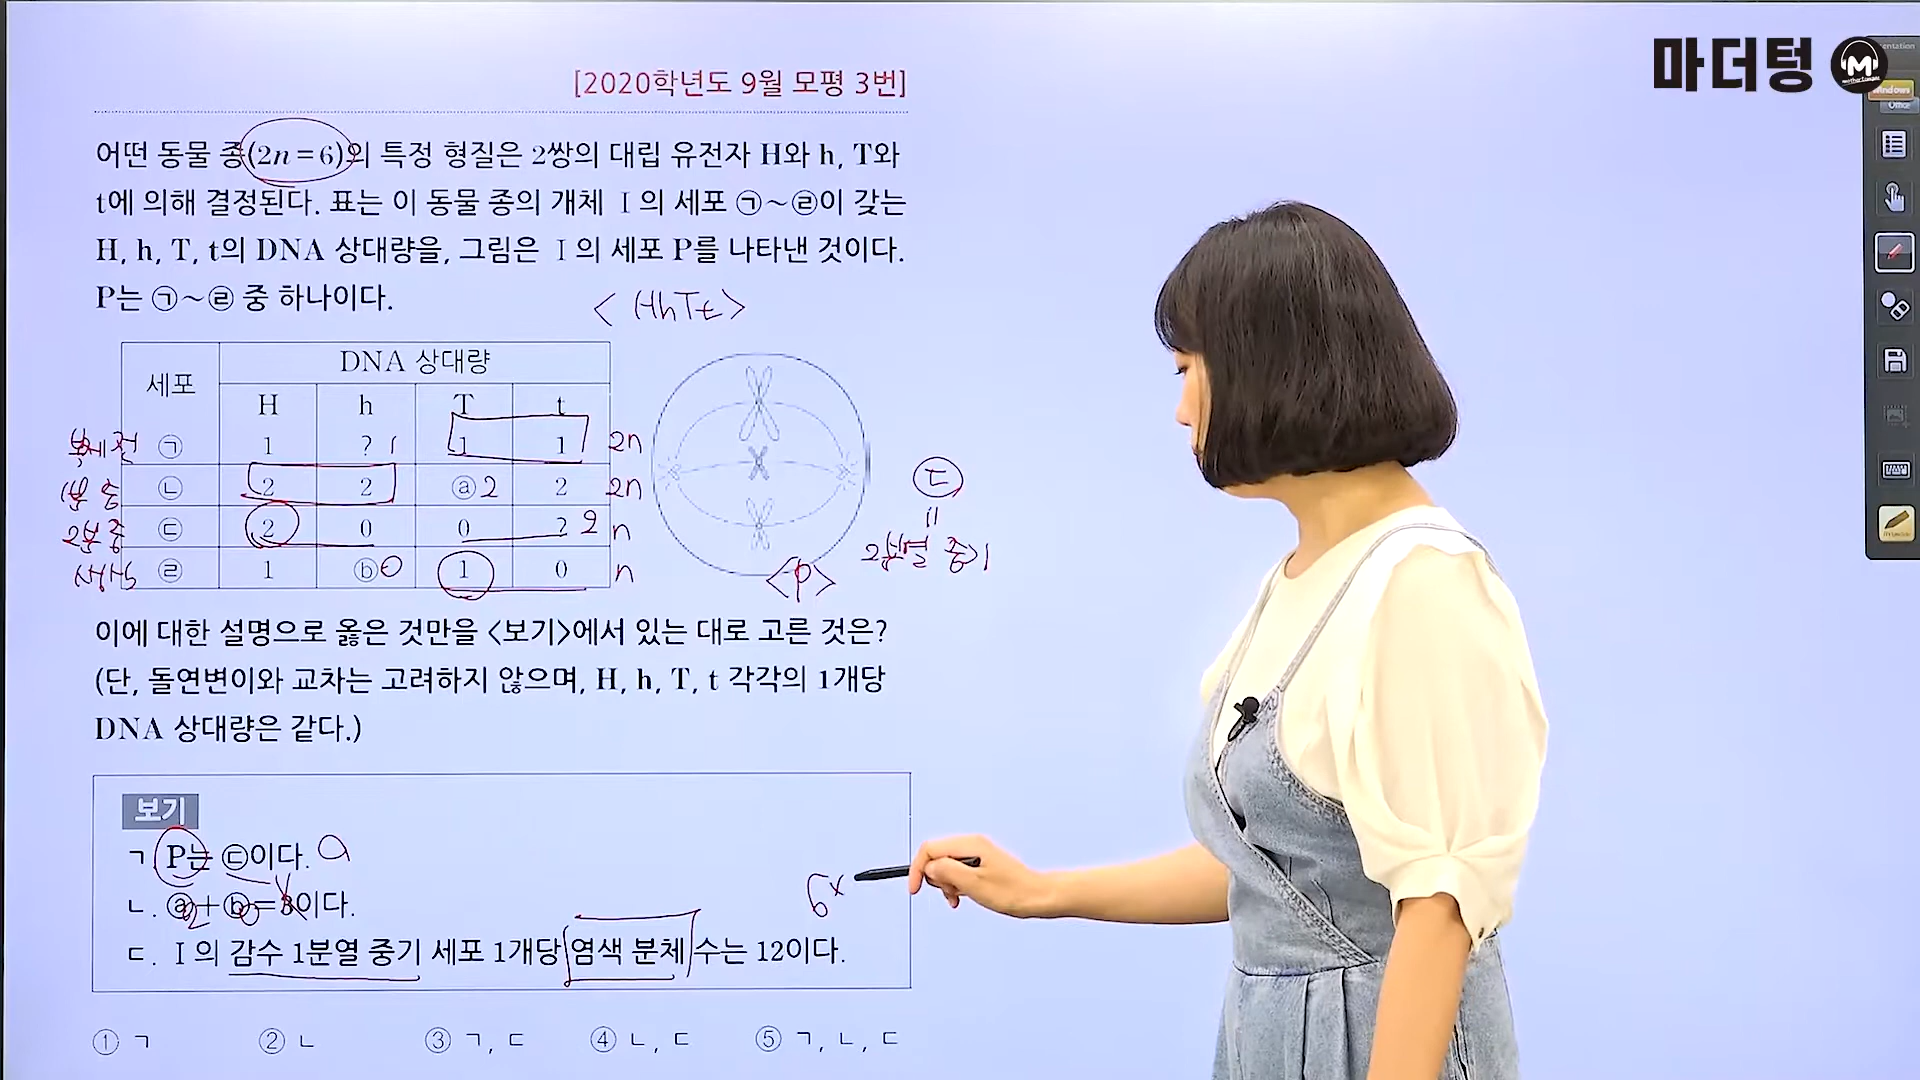 마더텅
[2020학년도 9월 모평 3번]
어떤 동물 종(2n=6)의 특정 형질은 2쌍의 대립 유전자 H와 h, T와
t에 의해 결정된다. 표는 이 동물 종의 개체 Ⅰ의 세포 ㉠~㉣이 갖는
H, h, T, t의 DNA 상대량을, 그림은 Ⅰ의 세포 P를 나타낸 것이다.
P는 ㉠~㉣ 중 하나이다.
< HhTt >
세포 DNA 상대량
H h T t
㉠ 1 ? 1 1 1 2n
㉡ 2 2 ⓐ 2 2 2n
2분 중 ㉢ 2 0 0 ? 2 n
㉣ 1 ⓑ 0 1 0 n
<P>
㉢
=
2분열 중기
이에 대한 설명으로 옳은 것만을 <보기>에서 있는 대로 고른 것은?
(단, 돌연변이와 교차는 고려하지 않으며, H, h, T, t 각각의 1개당
DNA 상대량은 같다.)
보기
ㄱ. P는 ㉢이다.
ㄴ. ⓐ+ⓑ=3이다.
6x
ㄷ. Ⅰ의 감수 1분열 중기 세포 1개당 염색 분체 수는 12이다.
① ㄱ ② ㄴ ③ ㄱ, ㄷ ④ ㄴ, ㄷ ⑤ ㄱ, ㄴ, ㄷ